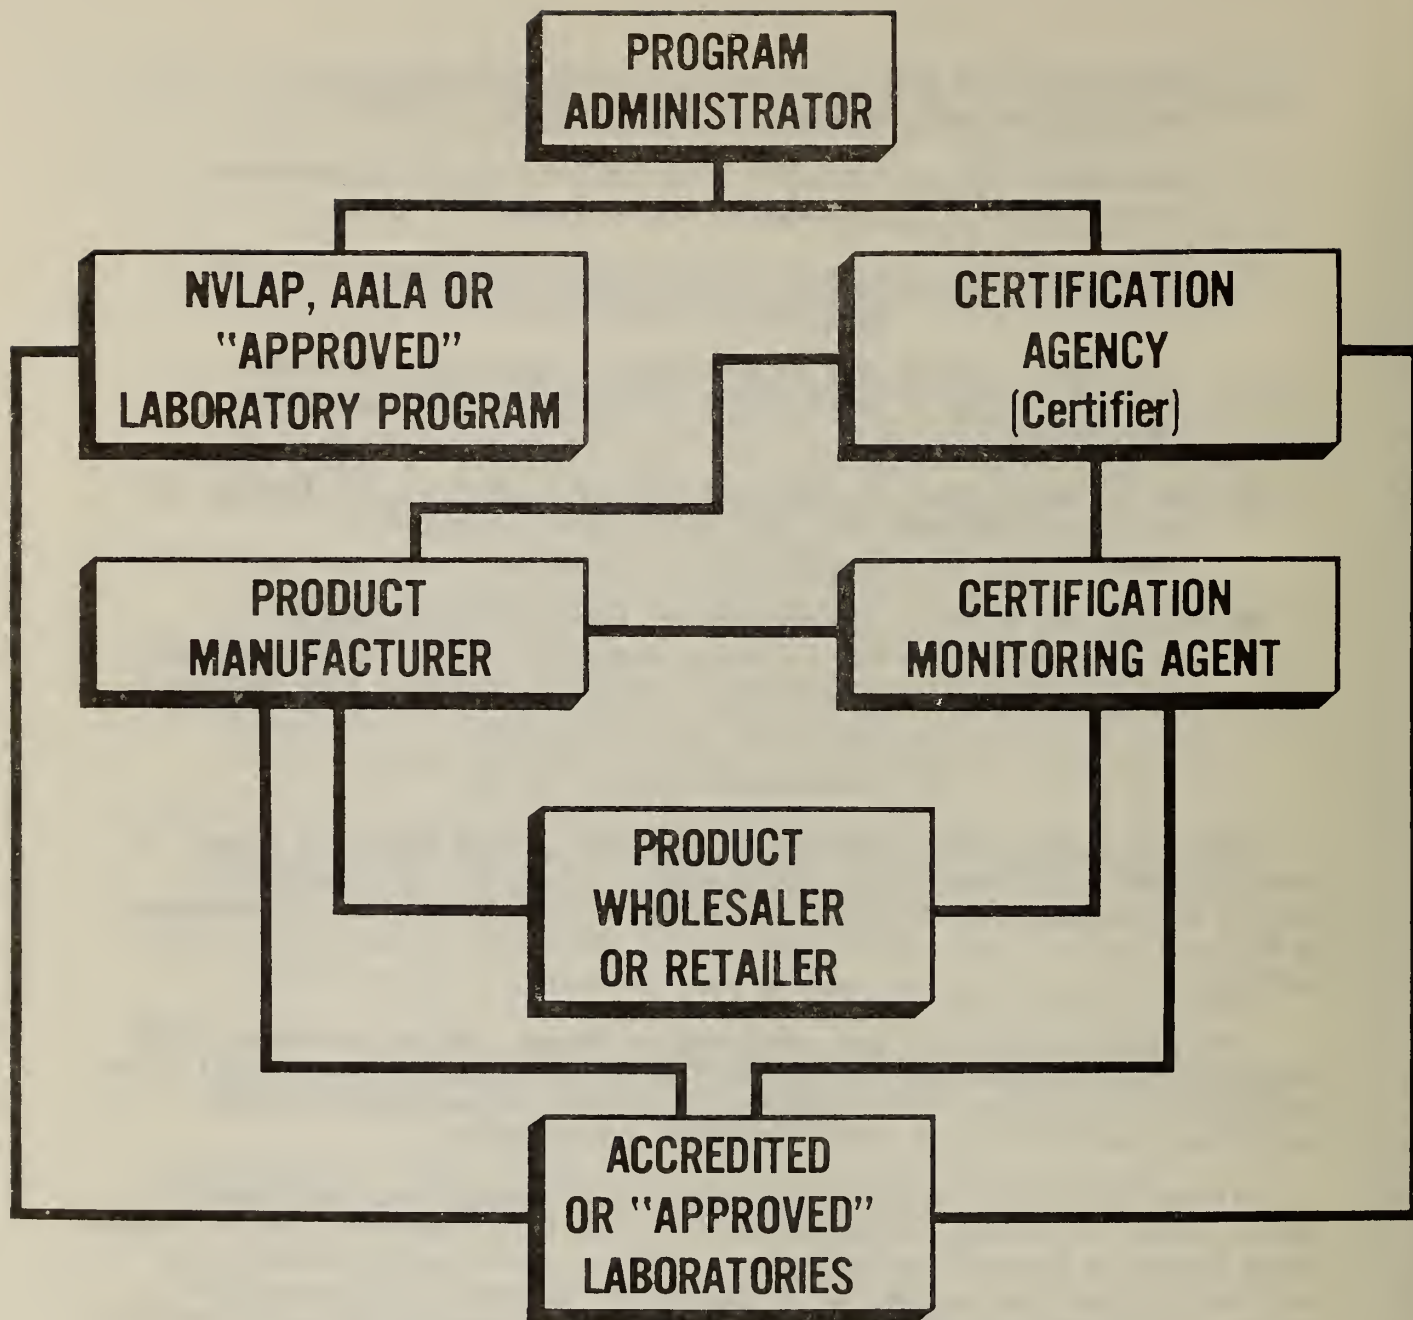 PROGRAM
ADMINISTRATOR
NVLAP, AALA OR
"APPROVED"
LABORATORY PROGRAM
CERTIFICATION
AGENCY
(Certifier)
PRODUCT
MANUFACTURER
CERTIFICATION
MONITORING AGENT
PRODUCT
WHOLESALER
OR RETAILER
ACCREDITED
OR "APPROVED"
LABORATORIES